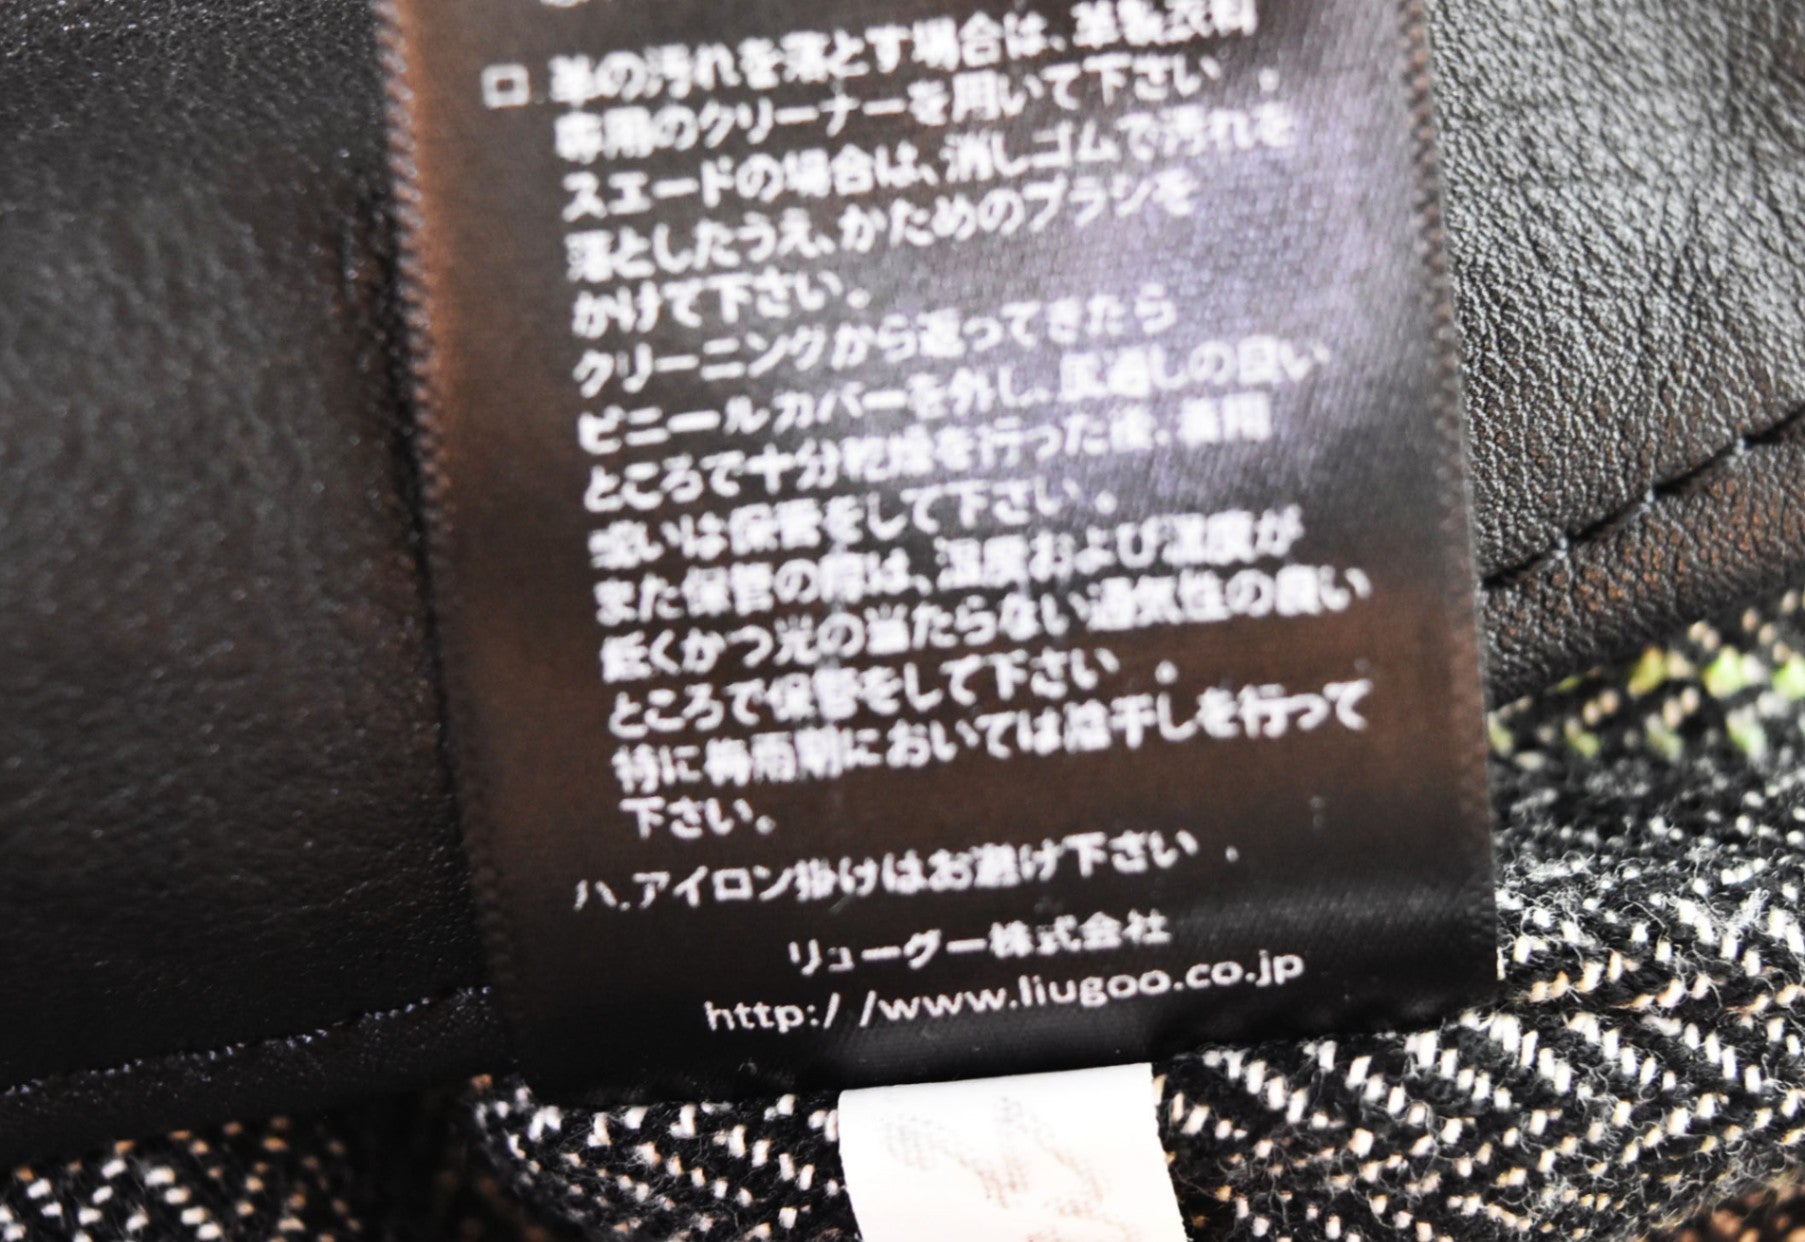 ロ.革の汚れを落とす場合は、革製衣料
専用のクリーナーを用いて下さい。
スエードの場合は、消しゴムで汚れを
落としたうえ、かためのブラシを
かけて下さい。
クリーニングから返ってきたら
ビニールカバーを外し、風通しの良い
ところで十分乾燥を行った後、着用
或いは保管をして下さい。
また保管の際は、温度および湿度が
低くかつ光の当たらない通気性の良い
ところで保管をして下さい。
特に梅雨期においては陰干しを行って
下さい。
ハ.アイロン掛けはお避け下さい。
リューグー株式会社
http://www.liugoo.co.jp